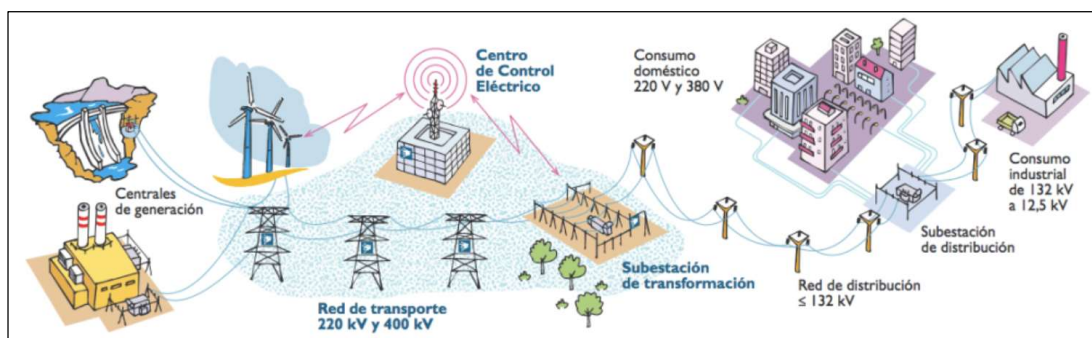 Centrales
de generación
Centro
de Control
Eléctrico
Red de transporte
220 kV y 400 kV
Subestación
de transformación
Consumo
doméstico
220 V y 380 V
Red de distribución
≤ 132 kV
Subestación
de distribución
Consumo
industrial
de 132 kV
a 12,5 kV